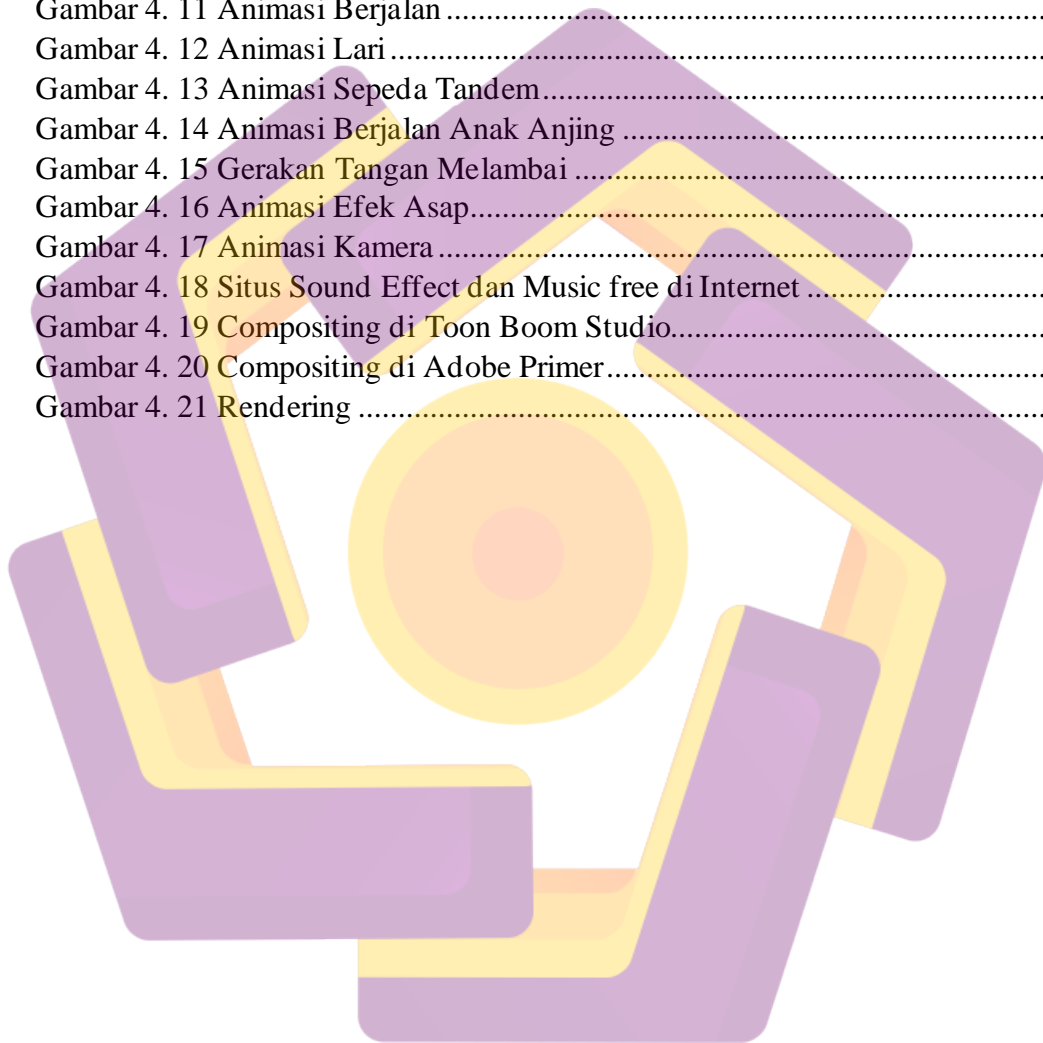 Gambar 4. 11 Animasi Berjalan ..........................................................................
Gambar 4. 12 Animasi Lari ..................................................................................
Gambar 4. 13 Animasi Sepeda Tandem ...............................................................
Gambar 4. 14 Animasi Berjalan Anak Anjing .....................................................
Gambar 4. 15 Gerakan Tangan Melambai ...........................................................
Gambar 4. 16 Animasi Efek Asap ........................................................................
Gambar 4. 17 Animasi Kamera ............................................................................
Gambar 4. 18 Situs Sound Effect dan Music free di Internet ..............................
Gambar 4. 19 Compositing di Toon Boom Studio ...............................................
Gambar 4. 20 Compositing di Adobe Primer .......................................................
Gambar 4. 21 Rendering ......................................................................................